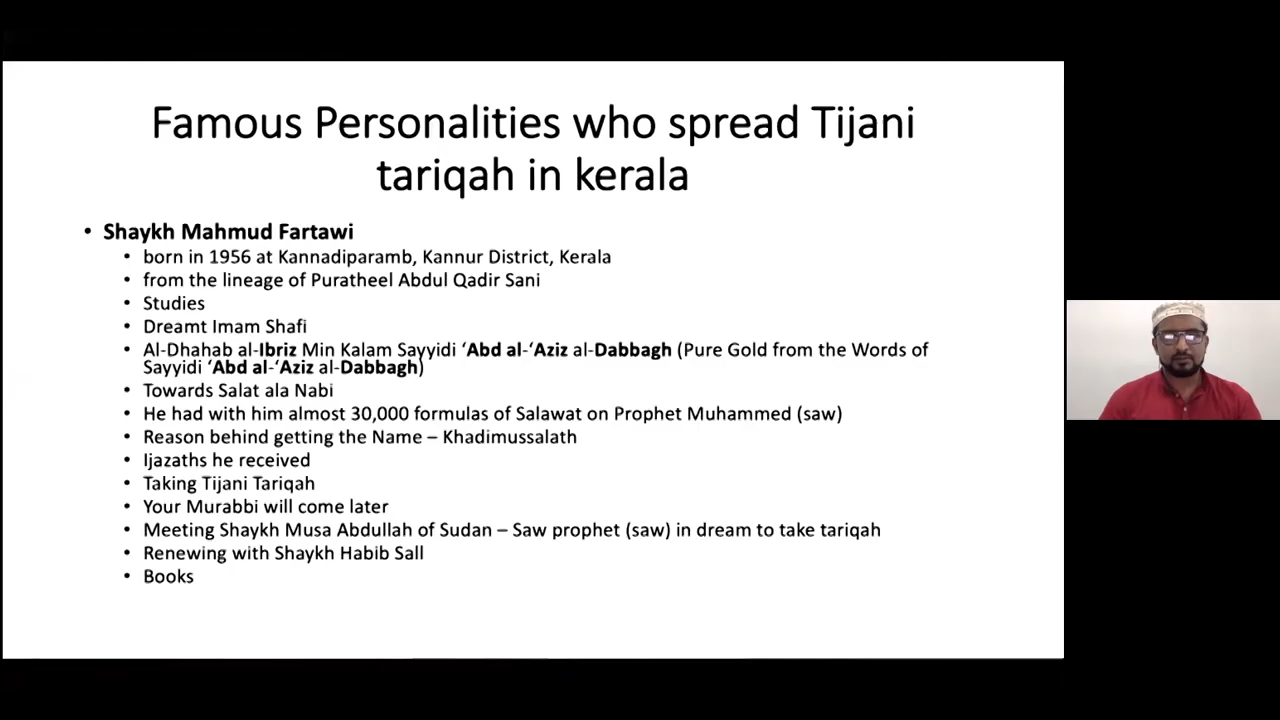 Famous Personalities who spread Tijani
tariqah in kerala
• Shaykh Mahmud Fartawi
• born in 1956 at Kannadiparamb, Kannur District, Kerala
• from the lineage of Puratheel Abdul Qadir Sani
• Studies
• Dreamt Imam Shafi
• Al-Dhahab al-Ibriz Min Kalam Sayyidi ‘Abd al-‘Aziz al-Dabbagh (Pure Gold from the Words of
Sayyidi ‘Abd al-‘Aziz al-Dabbagh)
• Towards Salat ala Nabi
• He had with him almost 30,000 formulas of Salawat on Prophet Muhammed (saw)
• Reason behind getting the Name – Khadimussalath
• Ijazaths he received
• Taking Tijani Tariqah
• Your Murabbi will come later
• Meeting Shaykh Musa Abdullah of Sudan – Saw prophet (saw) in dream to take tariqah
• Renewing with Shaykh Habib Sall
• Books